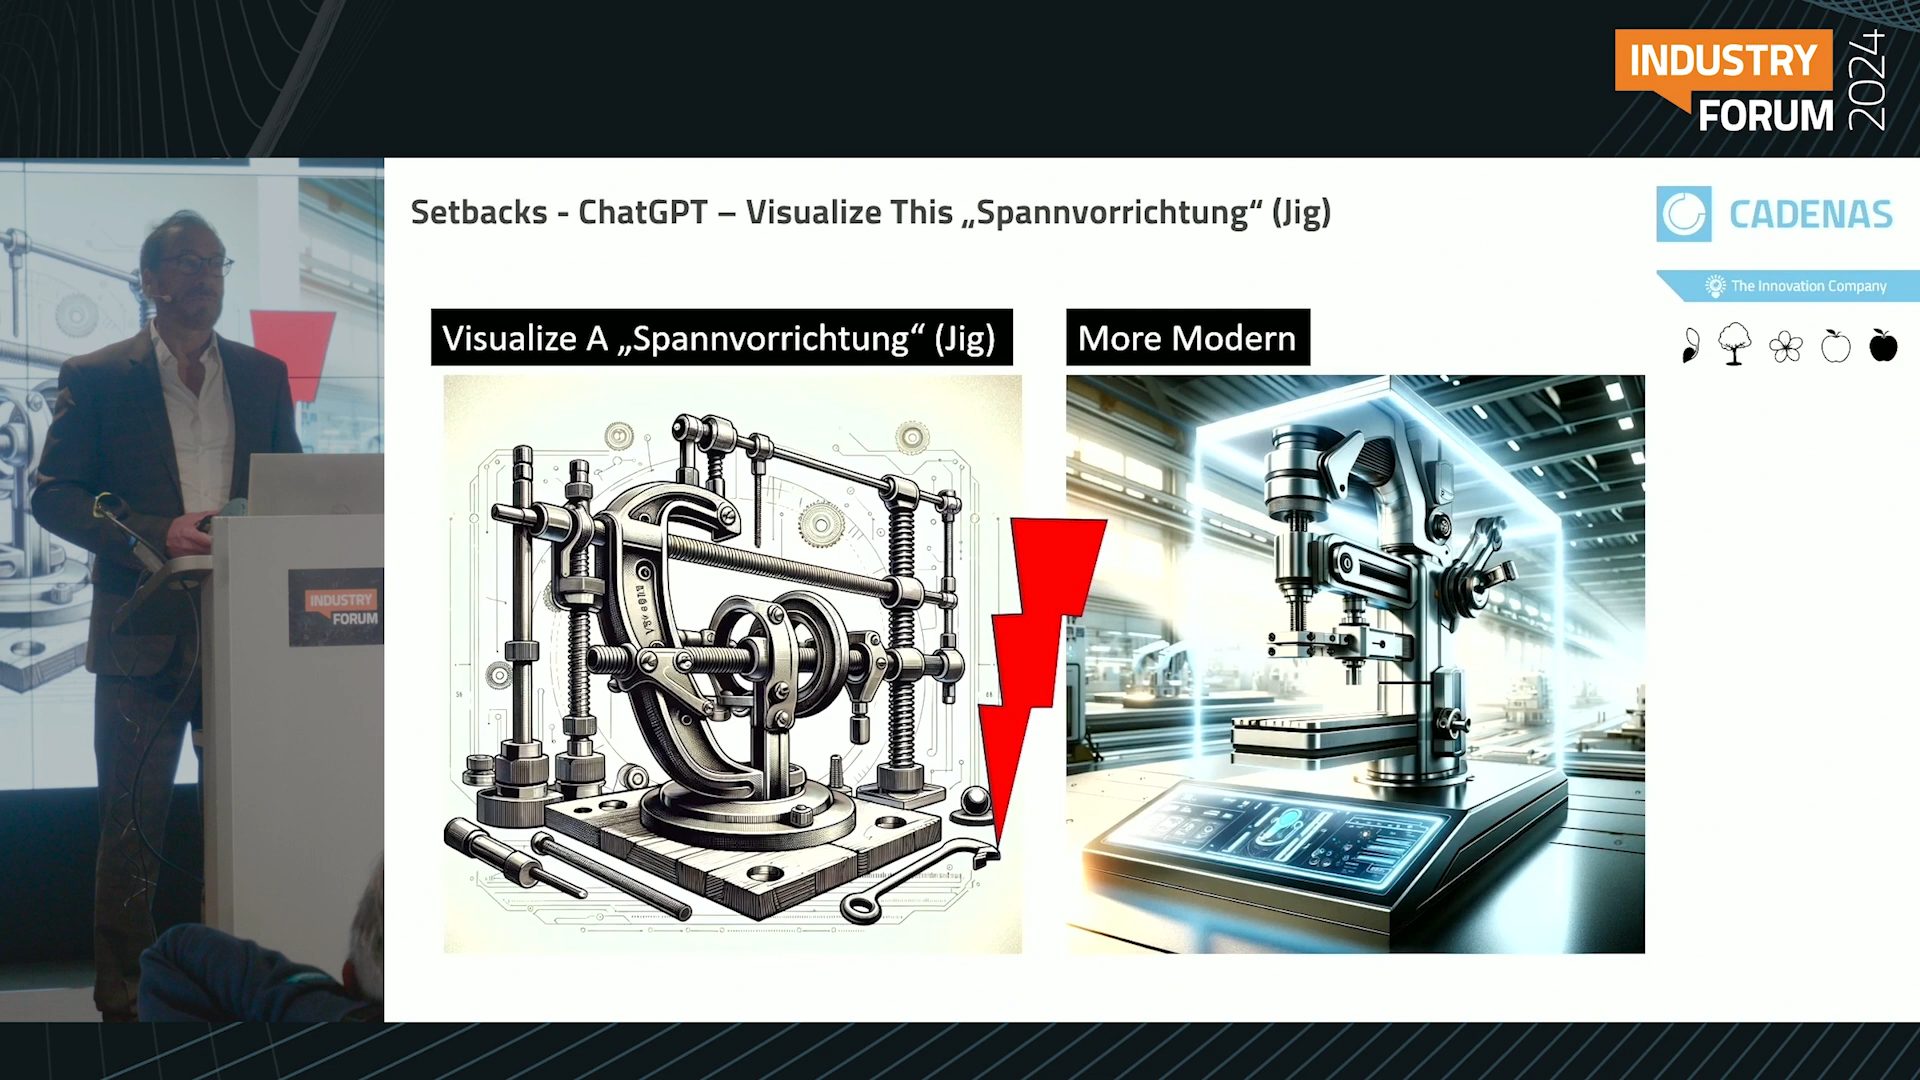 INDUSTRY
FORUM
2024
Setbacks - ChatGPT – Visualize This „Spannvorrichtung“ (Jig)
CADENAS
The Innovation Company
Visualize A „Spannvorrichtung“ (Jig)
More Modern
INDUSTRY
FORUM